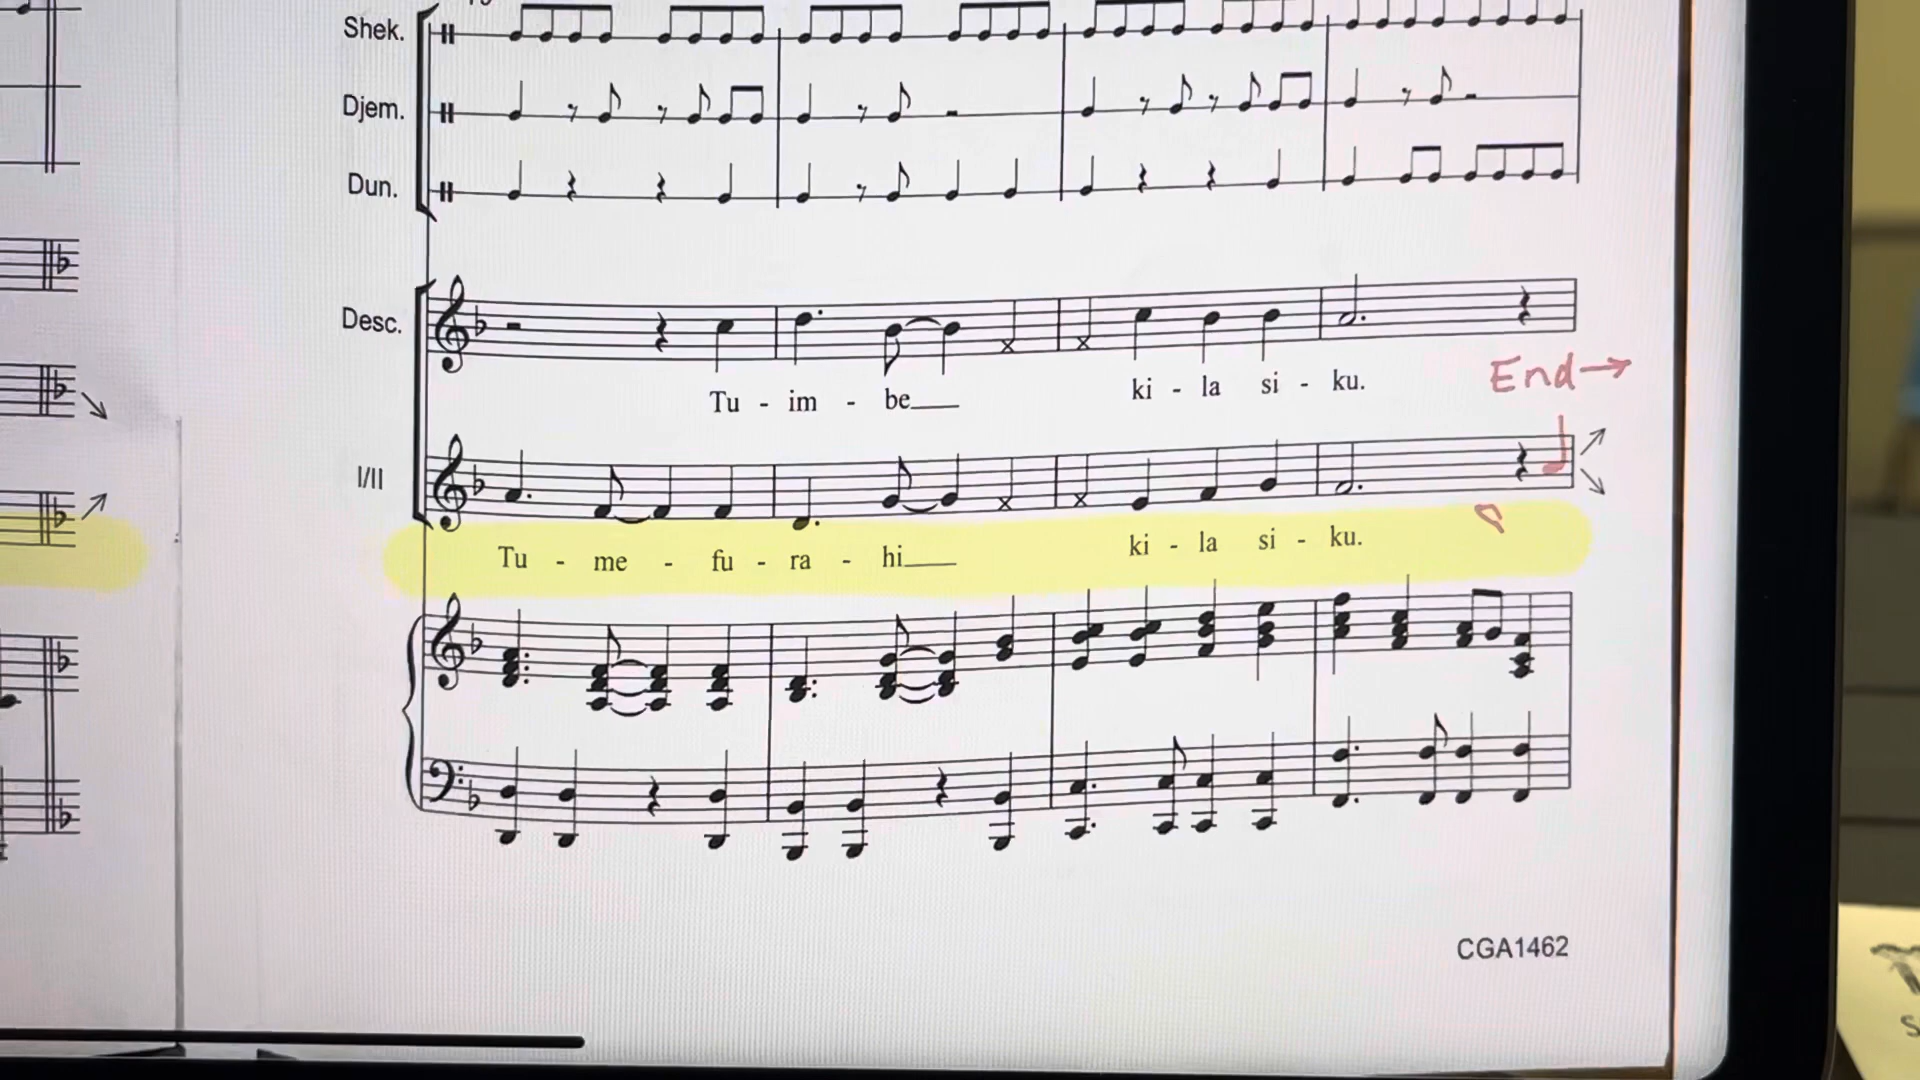 Shek.
Djem.
Dun.
Desc.
Tu - im - be ki - la si - ku.
End→
I/II
Tu - me - fu - ra - hi ki - la si - ku.
CGA1462